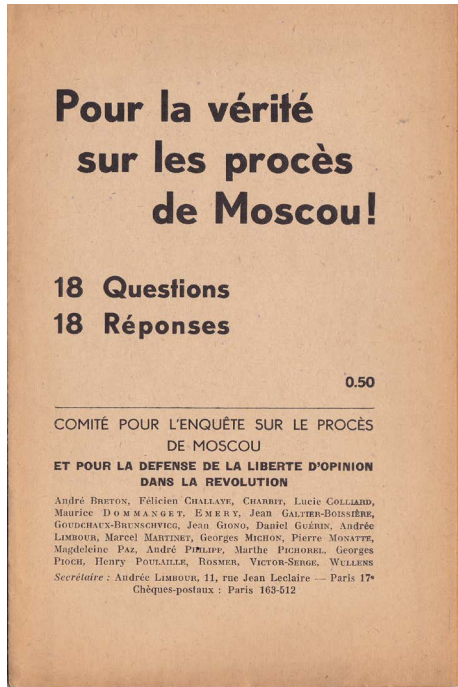 Pour la vérité
sur les procès
de Moscou!
18 Questions
18 Réponses
0.50
COMITÉ POUR L'ENQUÊTE SUR LE PROCÈS
DE MOSCOU
ET POUR LA DEFENSE DE LA LIBERTE D'OPINION
DANS LA REVOLUTION
André BRETON, Félicien CHALLAYE, CHARBIT, Lucie COLLIARD,
Maurice DOMMANGET, EMERY, Jean GALTIER-BOISSIÈRE,
GOUDCHAUX-BRUNSCHVICG, Jean GIONO, Daniel GUÉRIN, Andrée
LIMBOUR, Marcel MARTINET, Georges MICHON, Pierre MONATTE,
Magdeleine PAZ, André PHILIPP, Marthe PICHOREL, Georges
PIOCH, Henry POULAILLE, ROSMER, VICTOR-SERGE, WULLENS
Secrétaire : Andrée LIMBOUR, 11, rue Jean Leclaire — Paris 17e
Chèques-postaux : Paris 163-512